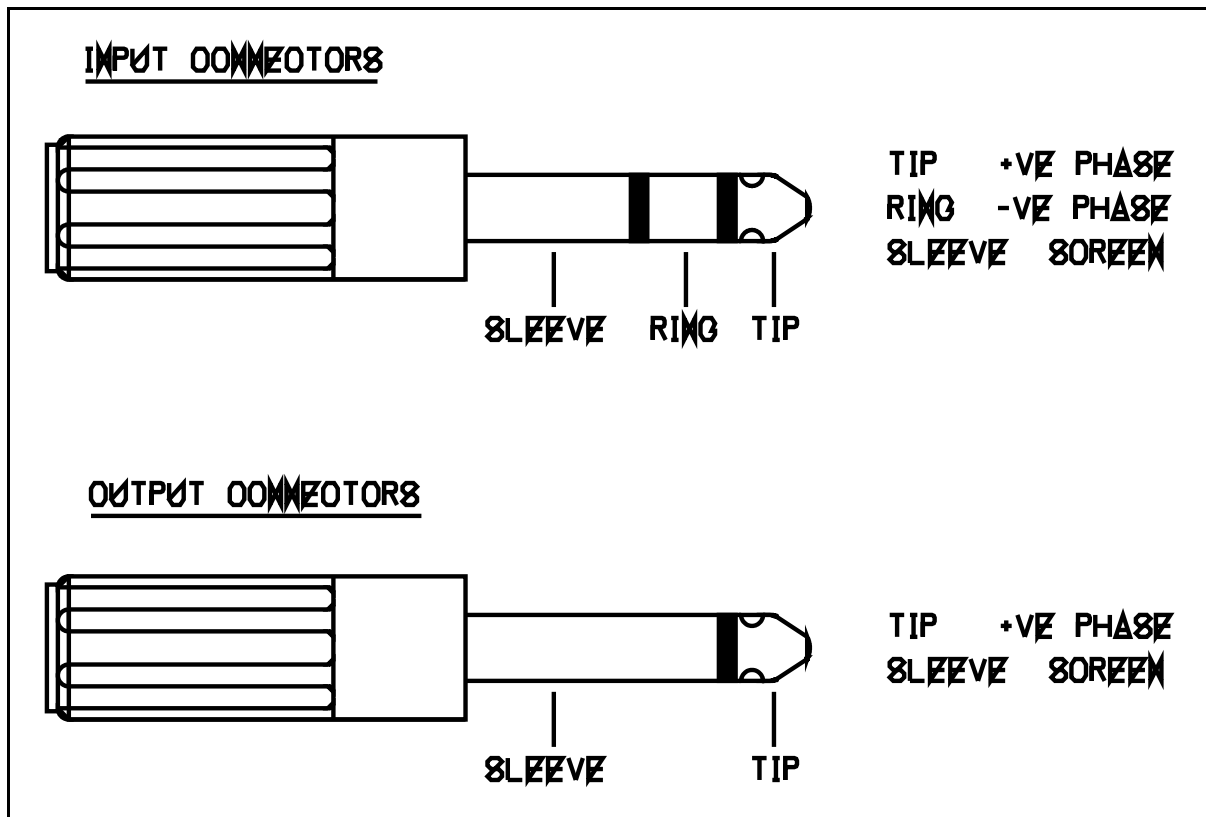 INPUT CONNECTORS
TIP +VE PHASE
RING -VE PHASE
SLEEVE SCREEN
SLEEVE RING TIP
OUTPUT CONNECTORS
TIP +VE PHASE
SLEEVE SCREEN
SLEEVE TIP